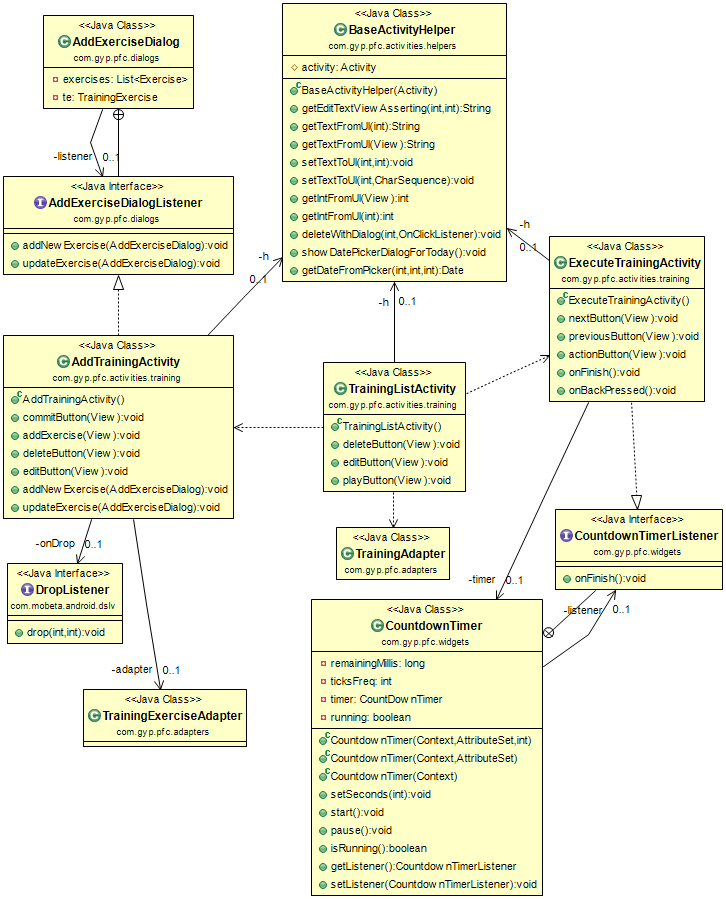 <<Java Class>>
AddExerciseDialog
com.gyp.pfc.dialogs
exercises: List<Exercise>
te: TrainingExercise
-listener
0..1
<<Java Interface>>
AddExerciseDialogListener
com.gyp.pfc.dialogs
addNewExercise(AddExerciseDialog):void
updateExercise(AddExerciseDialog):void
<<Java Class>>
BaseActivityHelper
com.gyp.pfc.activities.helpers
activity: Activity
BaseActivityHelper(Activity)
getEditTextViewAsserting(int,int):String
getTextFromUI(int):String
getTextFromUI(View):String
setTextToUI(int,int):void
setTextToUI(int,CharSequence):void
getIntFromUI(View):int
getIntFromUI(int):int
deleteWithDialog(int,OnClickListener):void
showDatePickerDialogForToday():void
getDateFromPicker(int,int,int):Date
-h
0..1
-h
0..1
-h
0..1
<<Java Class>>
ExecuteTrainingActivity
com.gyp.pfc.activities.training
ExecuteTrainingActivity()
nextButton(View):void
previousButton(View):void
actionButton(View):void
onFinish():void
onBackPressed():void
<<Java Class>>
AddTrainingActivity
com.gyp.pfc.activities.training
AddTrainingActivity()
commitButton(View):void
addExercise(View):void
deleteButton(View):void
editButton(View):void
addNewExercise(AddExerciseDialog):void
updateExercise(AddExerciseDialog):void
<<Java Class>>
TrainingListActivity
com.gyp.pfc.activities.training
TrainingListActivity()
deleteButton(View):void
editButton(View):void
playButton(View):void
<<Java Class>>
TrainingAdapter
com.gyp.pfc.adapters
<<Java Interface>>
CountdownTimerListener
com.gyp.pfc.widgets
onFinish():void
-onDrop
0..1
<<Java Interface>>
DropListener
com.mobeta.android.dslv
drop(int,int):void
-adapter
0..1
<<Java Class>>
TrainingExerciseAdapter
com.gyp.pfc.adapters
-timer
0..1
-listener
0..1
<<Java Class>>
CountdownTimer
com.gyp.pfc.widgets
remainingMillis: long
ticksFreq: int
timer: CountDownTimer
running: boolean
CountdownTimer(Context,AttributeSet,int)
CountdownTimer(Context,AttributeSet)
CountdownTimer(Context)
setSeconds(int):void
start():void
pause():void
isRunning():boolean
getListener():CountdownTimerListener
setListener(CountdownTimerListener):void